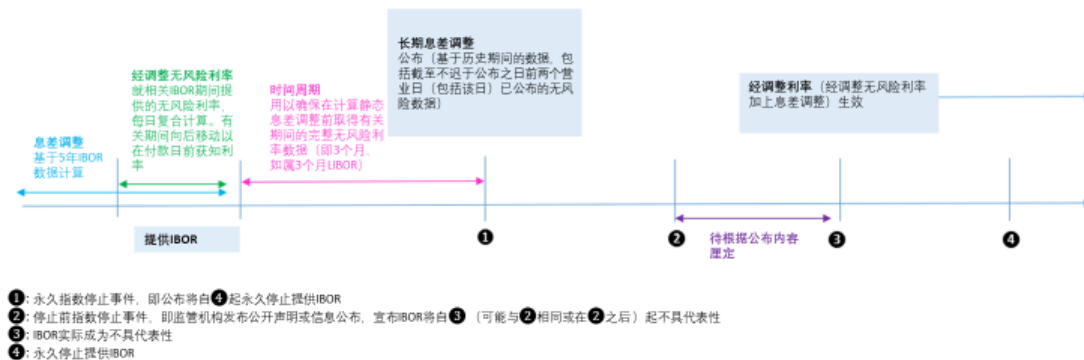 长期息差调整
公布（基于历史期间的数据，包
括截至不迟于公布之日前两个营
业日（包括该日）已公布的无风
险数据）
经调整无风险利率
就相关IBOR期间提
供的无风险利率，
每日复合计算。有
关期间向后移动以
在付款日前获知利
率
时间周期
用以确保在计算静态
息差调整前取得有关
期间的完整无风险利
率数据（即3个月，
如属3个月LIBOR）
经调整利率（经调整无风险利率
加上息差调整）生效
息差调整
基于5年IBOR
数据计算
提供IBOR
❶
❷
待根据公布内容
厘定
❸
❹
❶: 永久指数停止事件，即公布将自❹起永久停止提供IBOR
❷: 停止前指数停止事件，即监管机构发布公开声明或信息公布，宣布IBOR将自❸ （可能与❷相同或在❷之后）起不具代表性
❸: IBOR实际成为不具代表性
❹: 永久停止提供IBOR